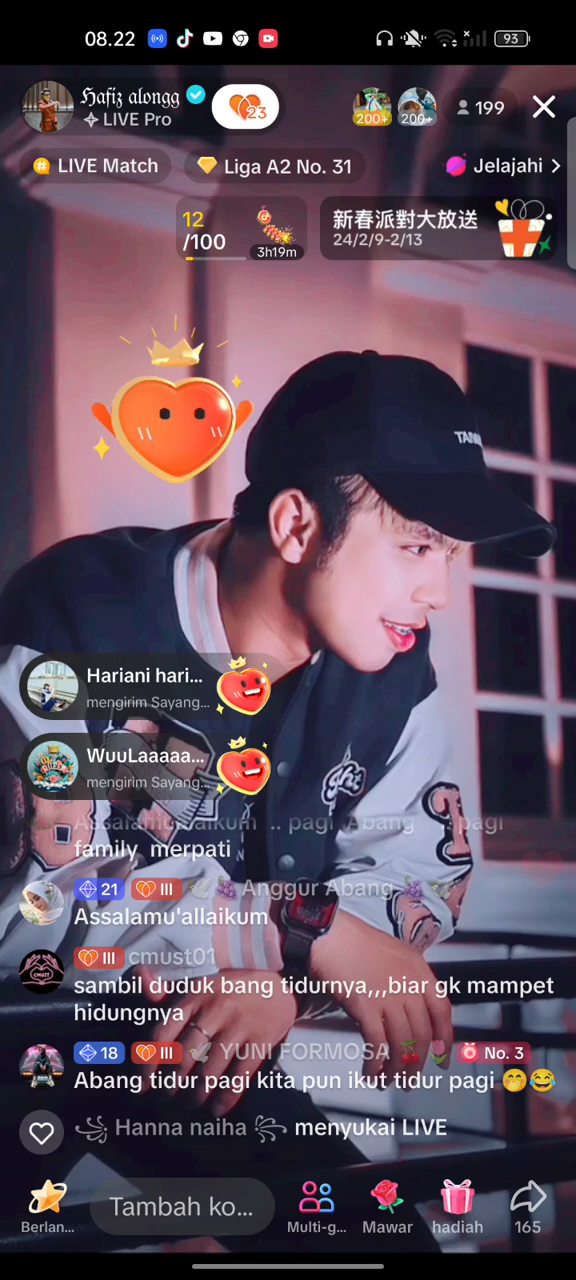 08.22
93
ℌafiz alongg
LIVE Pro
23
200+
200+
199
LIVE Match
Liga A2 No. 31
Jelajahi
12
/100
3h19m
新春派對大放送
24/2/9-2/13
Hariani hari...
mengirim Sayang...
WuuLaaaaa...
mengirim Sayang...
.. pagi Abang .. pagi
family merpati
21 III Anggur Abang
Assalamu'allaikum
III cmust01
sambil duduk bang tidurnya,,,biar gk mampet
hidungnya
18 III YUNI FORMOSA No. 3
Abang tidur pagi kita pun ikut tidur pagi 🤭😂
Hanna naiha menyukai LIVE
Berlan...
Tambah ko...
Multi-g...
Mawar
hadiah
165